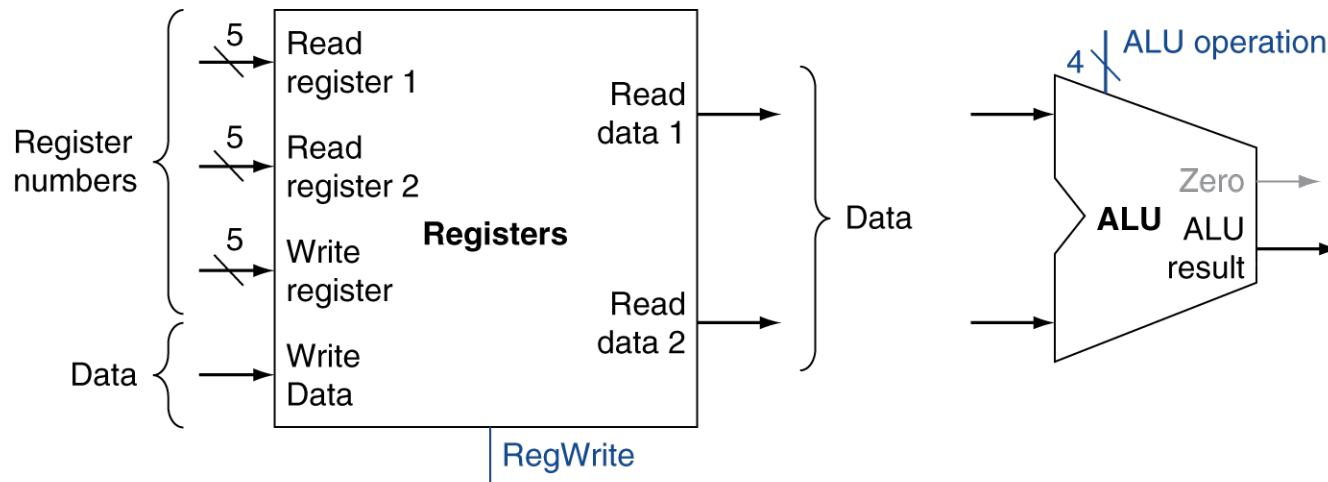 Register
numbers
Data
5
Read
register 1
5
Read
register 2
5
Write
register
Write
Data
Registers
Read
data 1
Read
data 2
RegWrite
Data
4
ALU operation
ALU
Zero
ALU
result